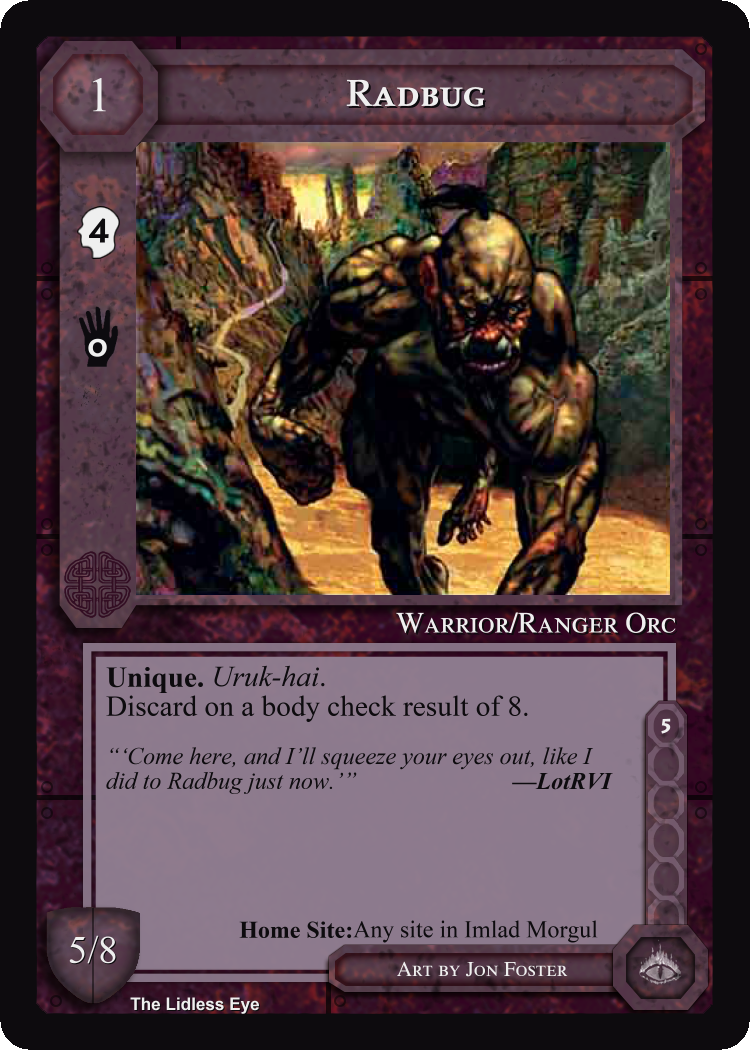 1
RADBUG
4
0
WARRIOR/RANGER ORC
Unique. Uruk-hai.
Discard on a body check result of 8.
“‘Come here, and I’ll squeeze your eyes out, like I
did to Radbug just now.’” —LotRVI
5
Home Site:Any site in Imlad Morgul
5/8
ART BY JON FOSTER
The Lidless Eye